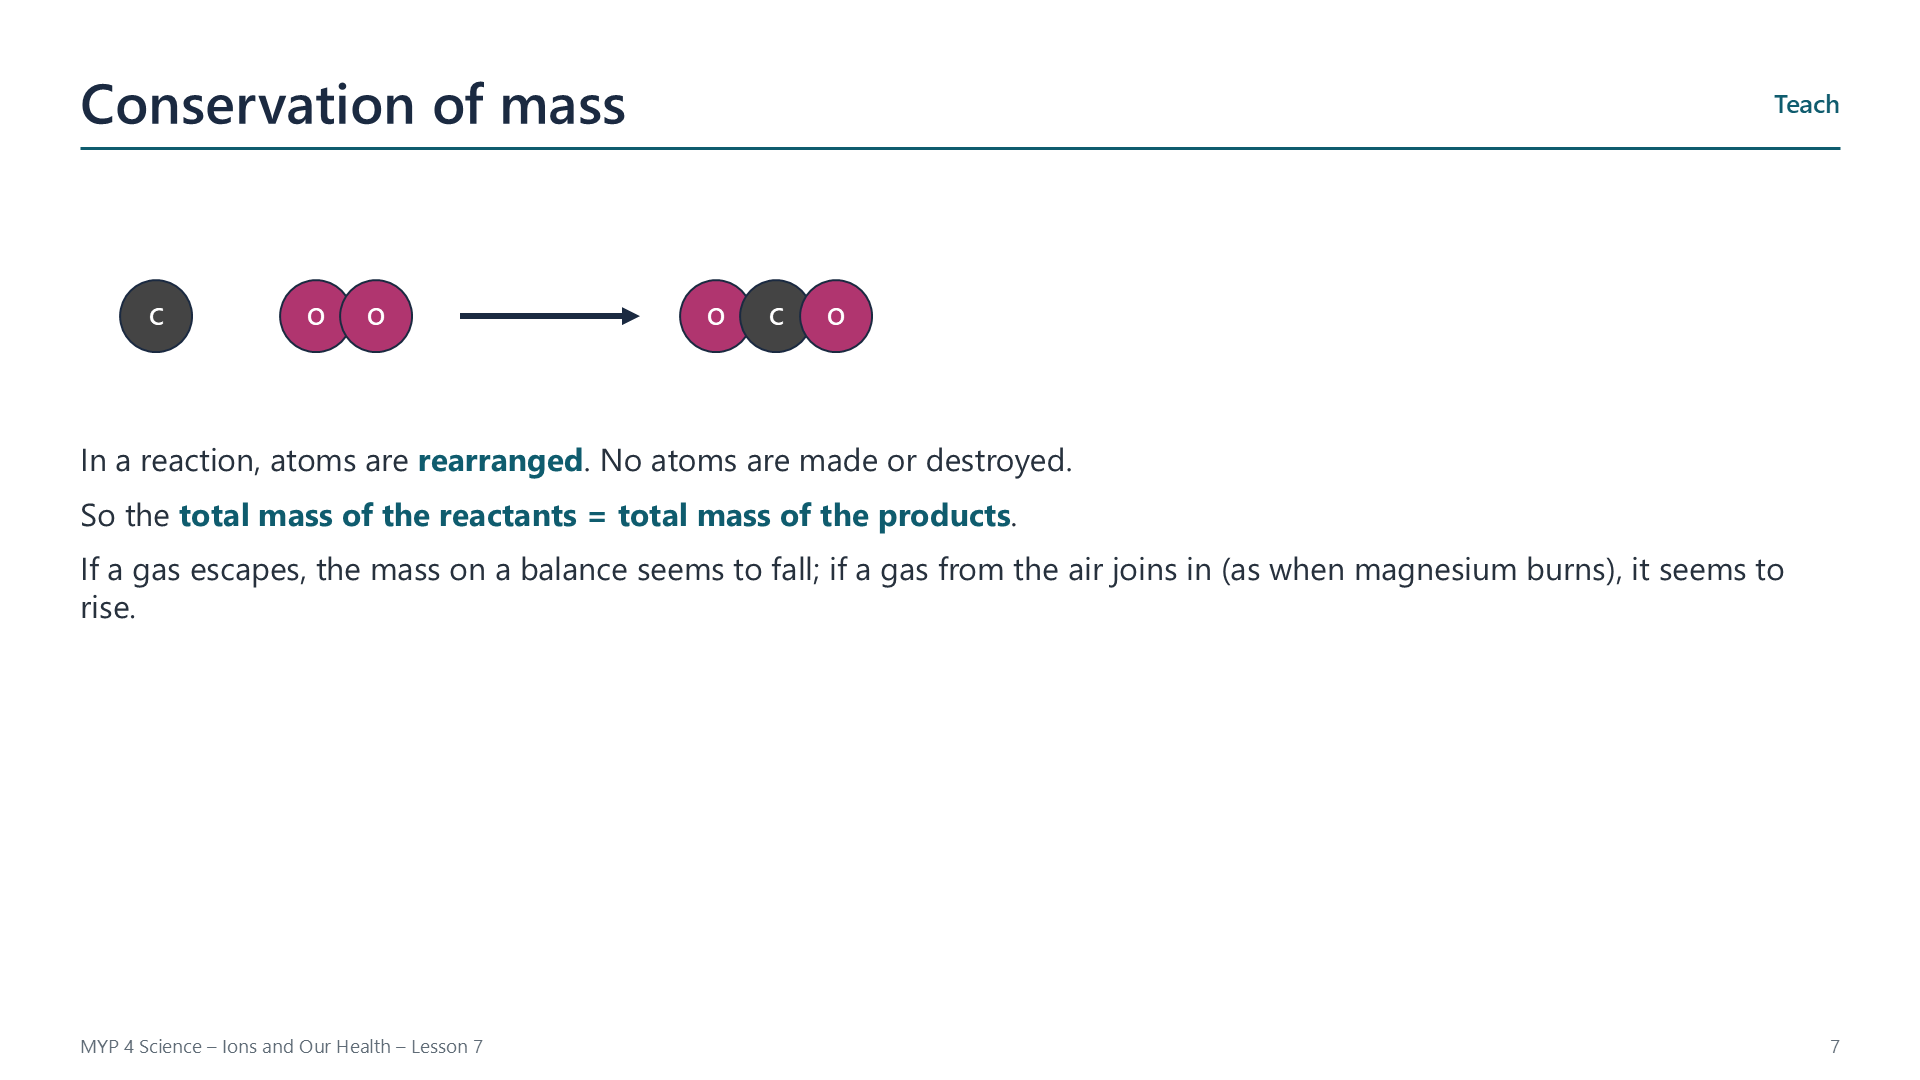 Conservation of mass
Teach
C O O O C O
In a reaction, atoms are rearranged. No atoms are made or destroyed.
So the total mass of the reactants = total mass of the products.
If a gas escapes, the mass on a balance seems to fall; if a gas from the air joins in (as when magnesium burns), it seems to
rise.
MYP 4 Science – Ions and Our Health – Lesson 7
7